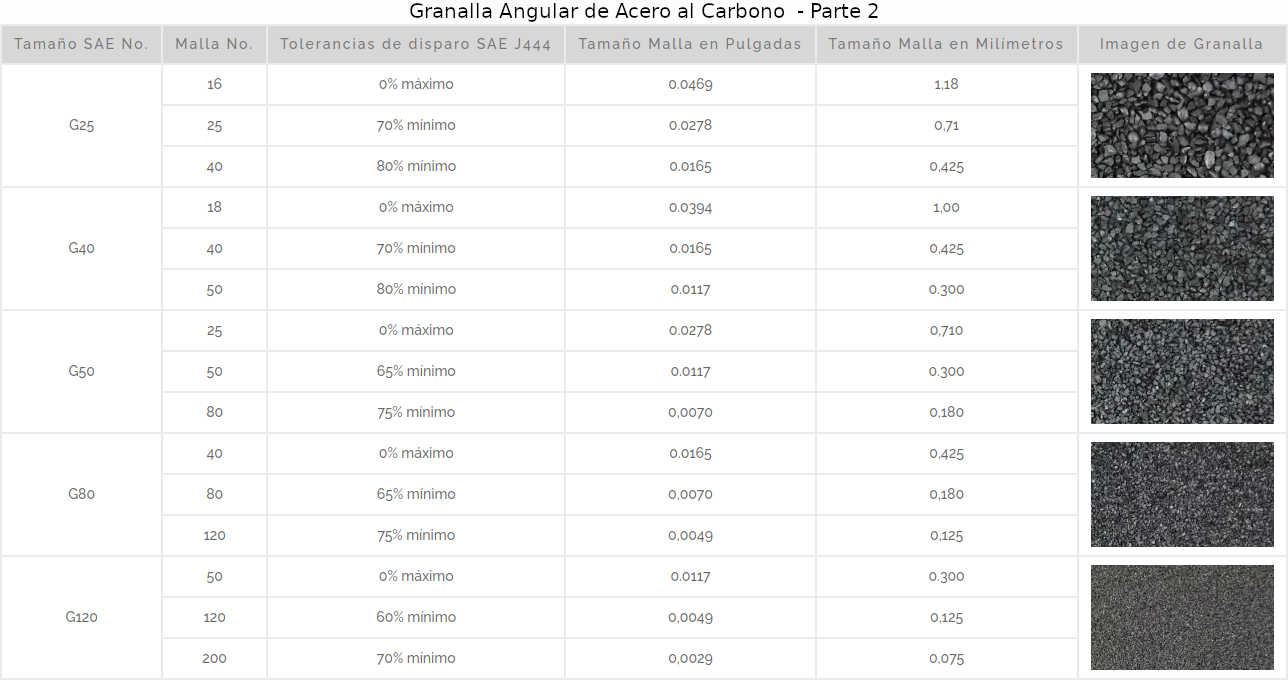 Granalla Angular de Acero al Carbono - Parte 2
Tamaño SAE No. Malla No. Tolerancias de disparo SAE J444 Tamaño Malla en Pulgadas Tamaño Malla en Milímetros Imagen de Granalla
16 0% máximo 0.0469 1,18
G25 25 70% mínimo 0.0278 0,71
40 80% mínimo 0.0165 0,425
18 0% máximo 0.0394 1,00
G40 40 70% mínimo 0.0165 0,425
50 80% mínimo 0.0117 0.300
25 0% máximo 0.0278 0,710
G50 50 65% mínimo 0.0117 0.300
80 75% mínimo 0,0070 0,180
40 0% máximo 0.0165 0,425
G80 80 65% mínimo 0,0070 0,180
120 75% mínimo 0,0049 0,125
50 0% máximo 0.0117 0.300
G120 120 60% mínimo 0,0049 0,125
200 70% mínimo 0,0029 0,075